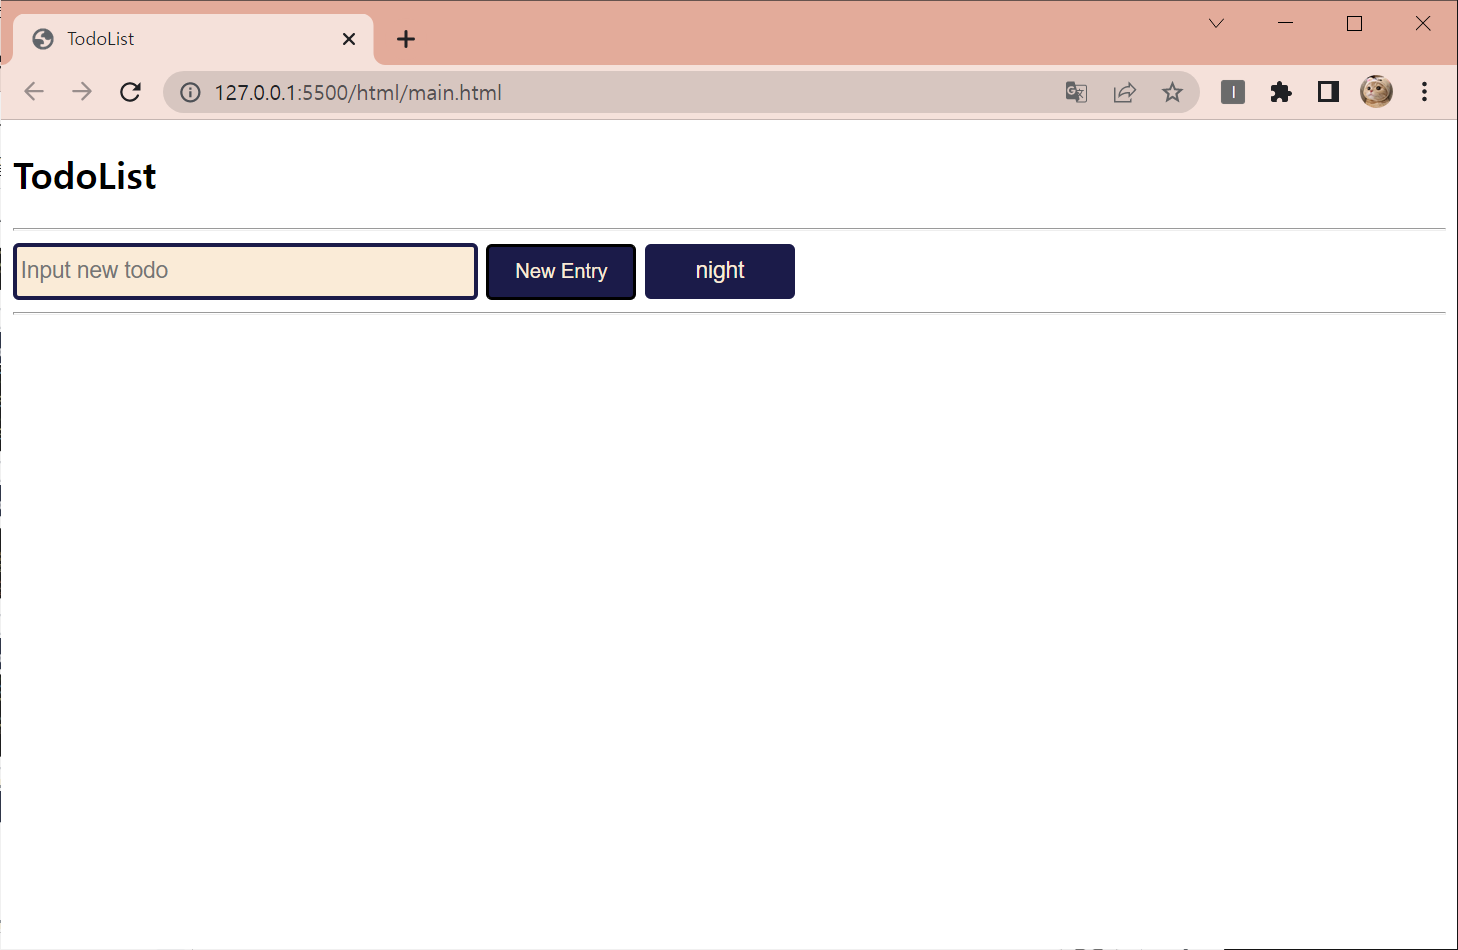 TodoList
127.0.0.1:5500/html/main.html
TodoList
Input new todo New Entry night